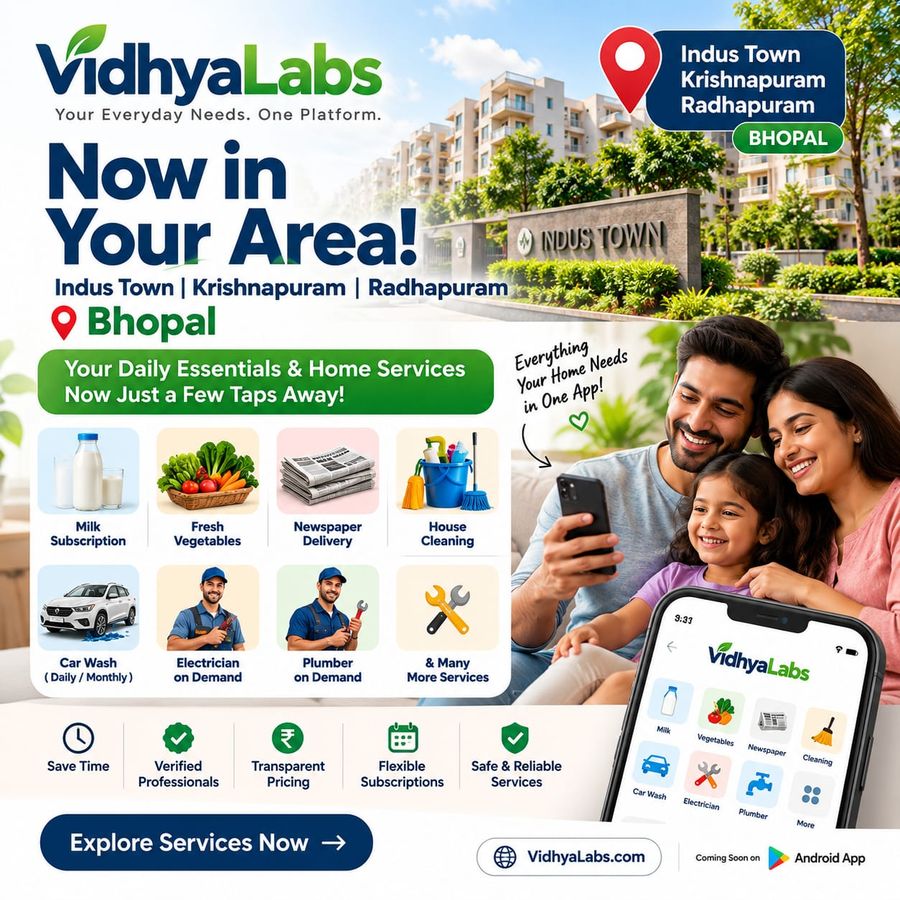 VidhyaLabs
Your Everyday Needs. One Platform.
Indus Town
Krishnapuram
Radhapuram
BHOPAL
Now in
Your Area!
Indus Town | Krishnapuram | Radhapuram
Bhopal
INDUS TOWN
Your Daily Essentials & Home Services
Now Just a Few Taps Away!
Everything
Your Home Needs
in One App!
Milk
Subscription
Fresh
Vegetables
Newspaper
Delivery
House
Cleaning
Car Wash
(Daily / Monthly)
Electrician
on Demand
Plumber
on Demand
& Many
More Services
9:33
VidhyaLabs
Milk
Vegetables
Newspaper
Cleaning
Car Wash
Electrician
Plumber
More
Save Time
Verified
Professionals
₹
Transparent
Pricing
Flexible
Subscriptions
Safe & Reliable
Services
Explore Services Now →
VidhyaLabs.com
Coming Soon on
Android App